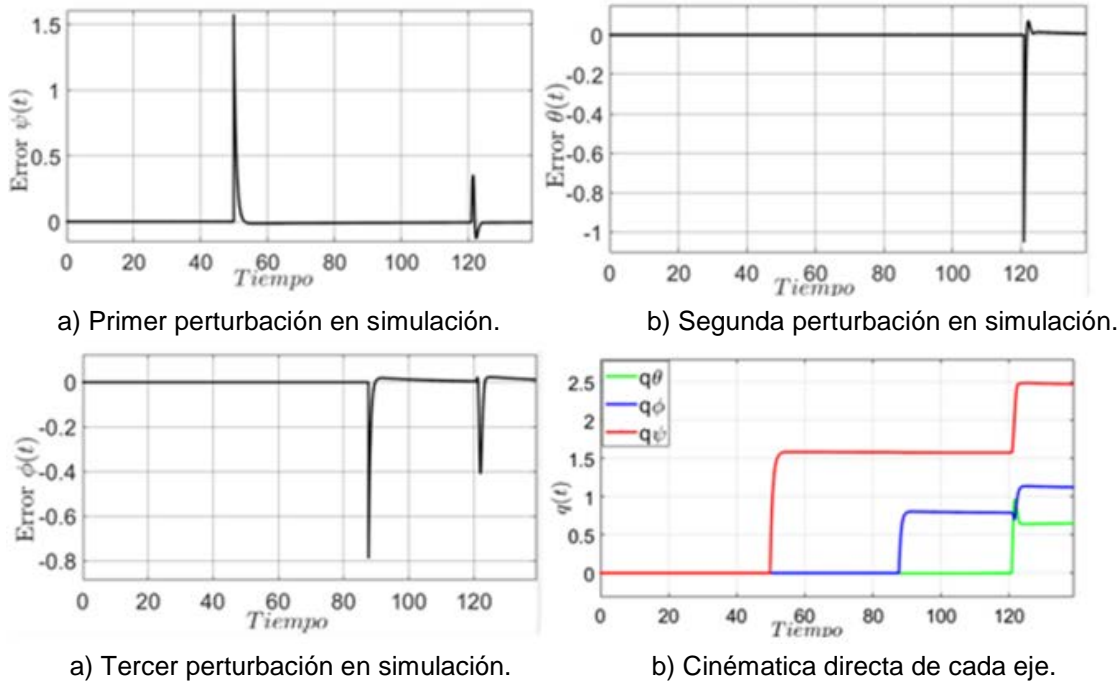 1.5
1
0.5
0
Error ψ(t)
0 20 40 60 80 100 120
Tiempo
a) Primer perturbación en simulación.
0
-0.2
-0.4
-0.6
-0.8
-1
Error θ(t)
0 20 40 60 80 100 120
Tiempo
b) Segunda perturbación en simulación.
0
-0.2
-0.4
-0.6
-0.8
Error ϕ(t)
0 20 40 60 80 100 120
Tiempo
a) Tercer perturbación en simulación.
2.5
2
1.5
1
0.5
0
q(t)
qθ
qϕ
qψ
0 20 40 60 80 100 120
Tiempo
b) Cinématica directa de cada eje.